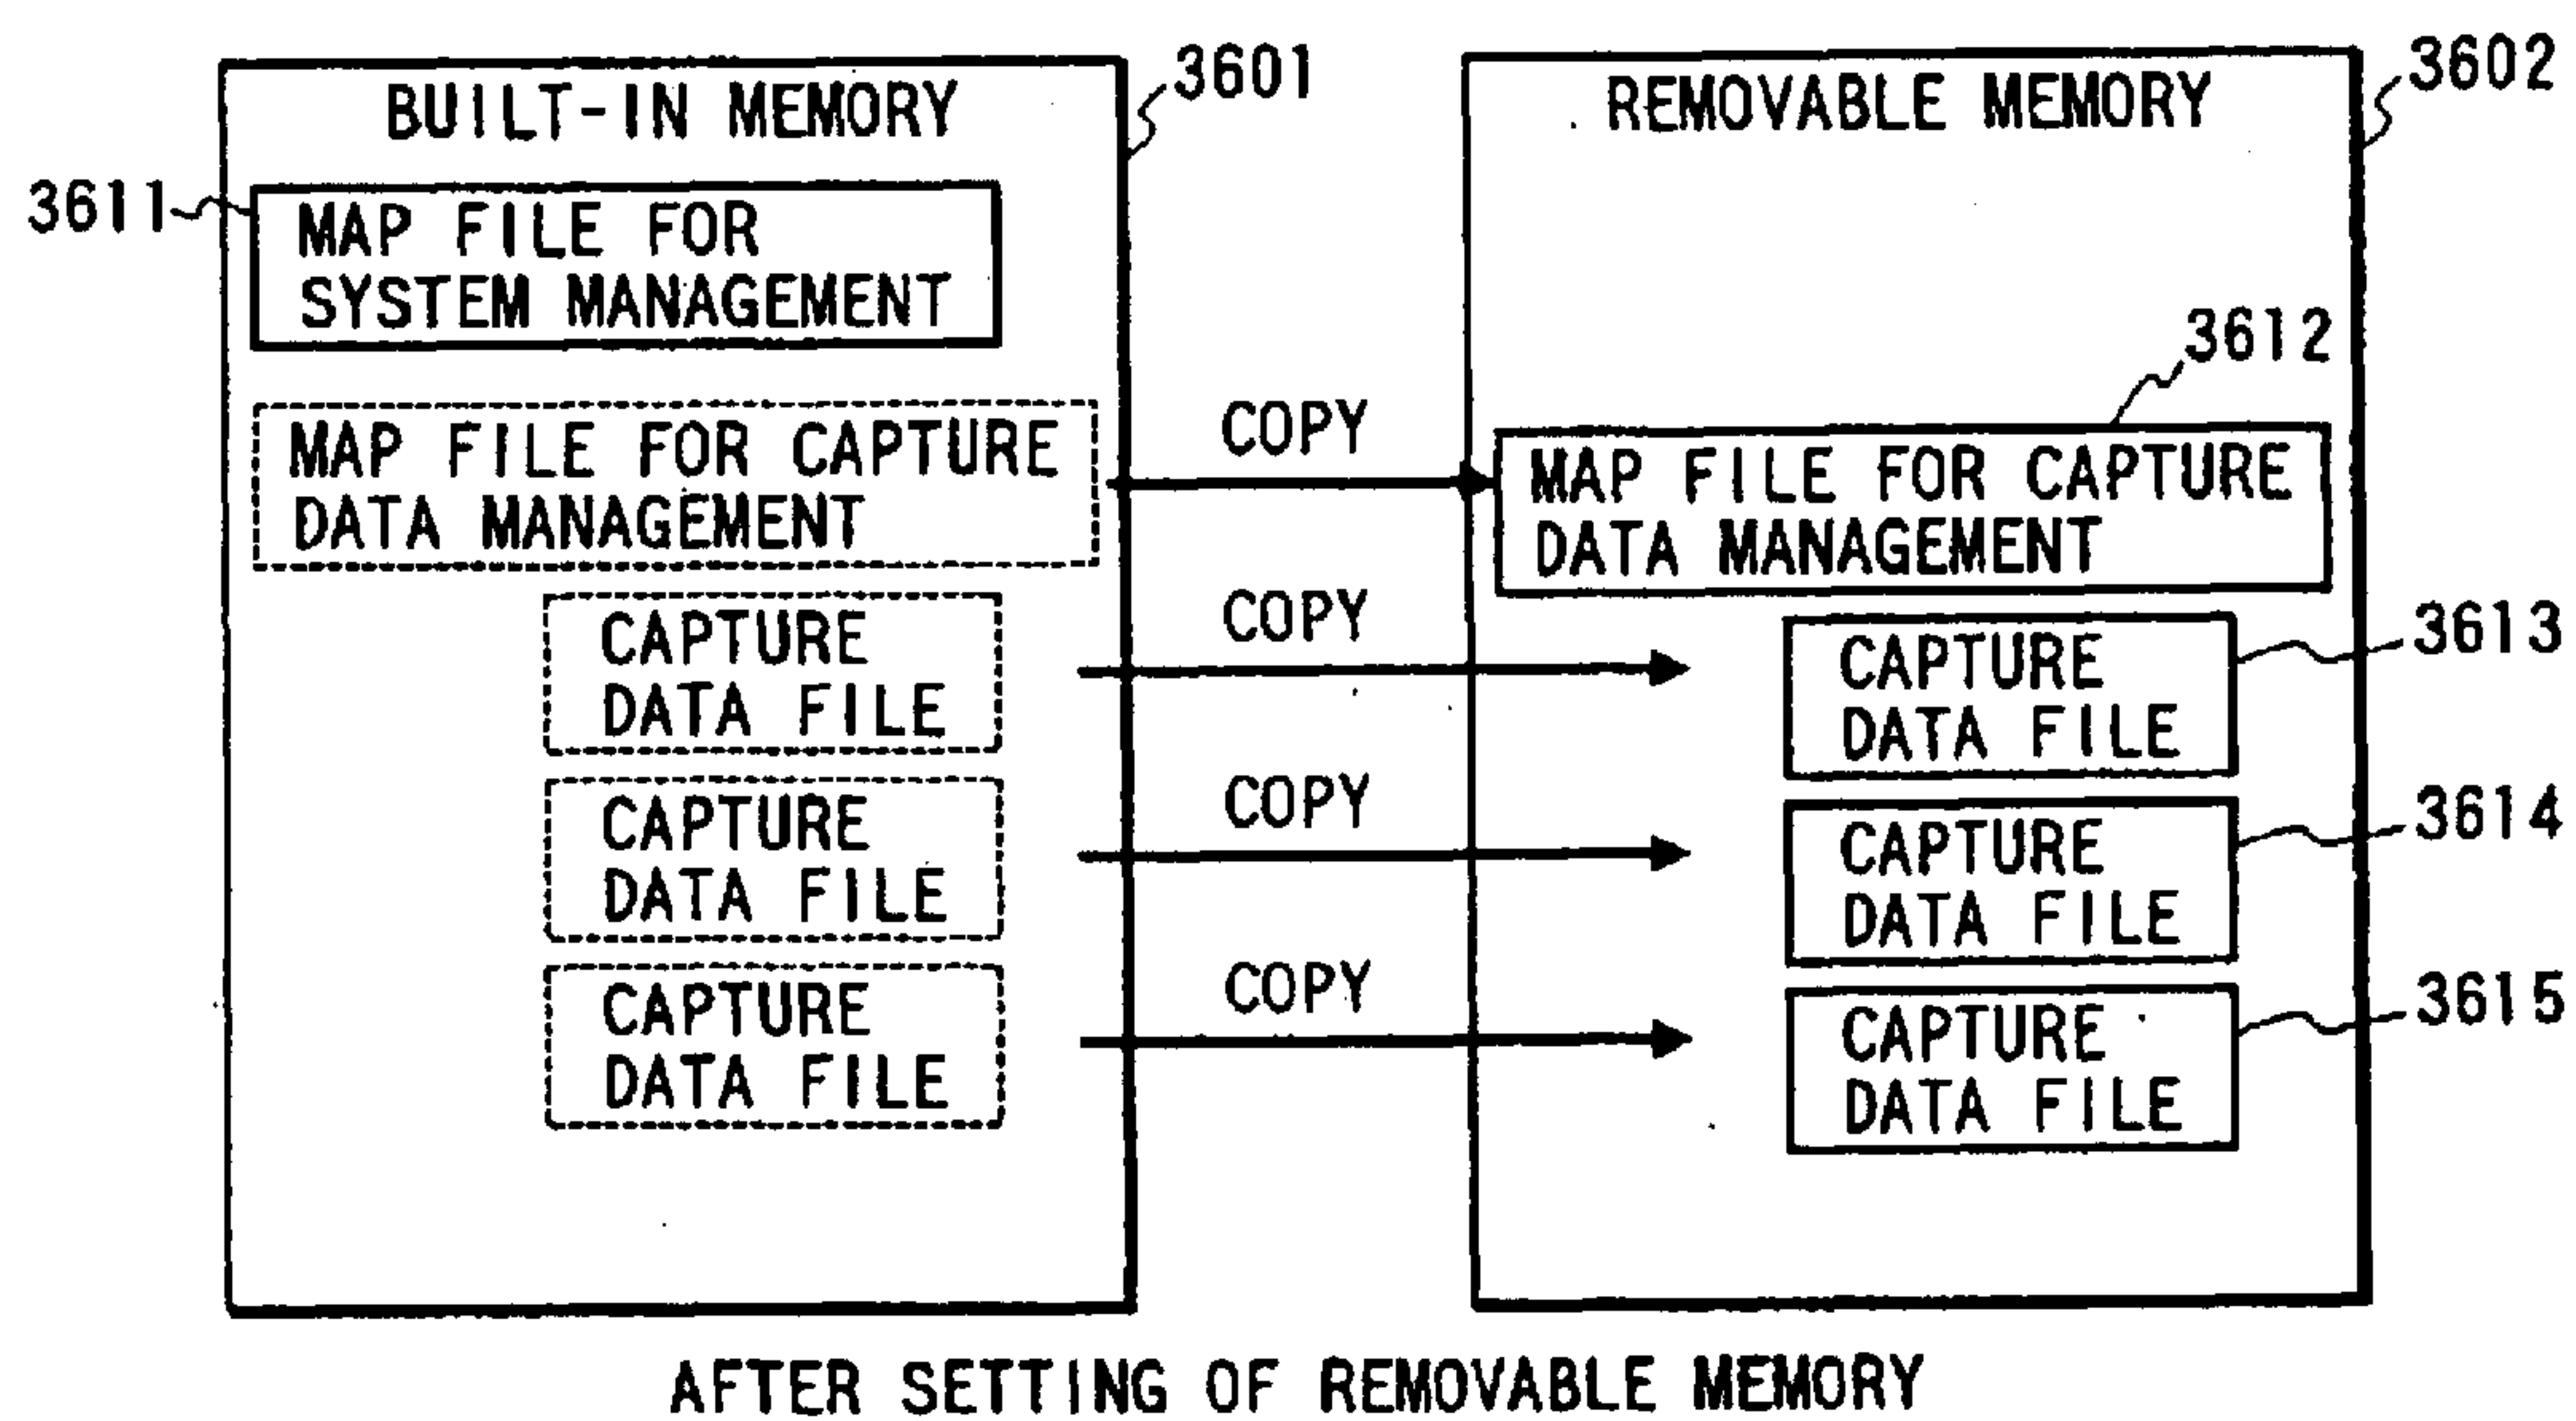 BUILT-IN MEMORY
3601
3611
MAP FILE FOR
SYSTEM MANAGEMENT
MAP FILE FOR CAPTURE
DATA MANAGEMENT
CAPTURE
DATA FILE
CAPTURE
DATA FILE
CAPTURE
DATA FILE
COPY
COPY
COPY
COPY
REMOVABLE MEMORY
3602
3612
MAP FILE FOR CAPTURE
DATA MANAGEMENT
CAPTURE
DATA FILE
3613
CAPTURE
DATA FILE
3614
CAPTURE
DATA FILE
3615
AFTER SETTING OF REMOVABLE MEMORY